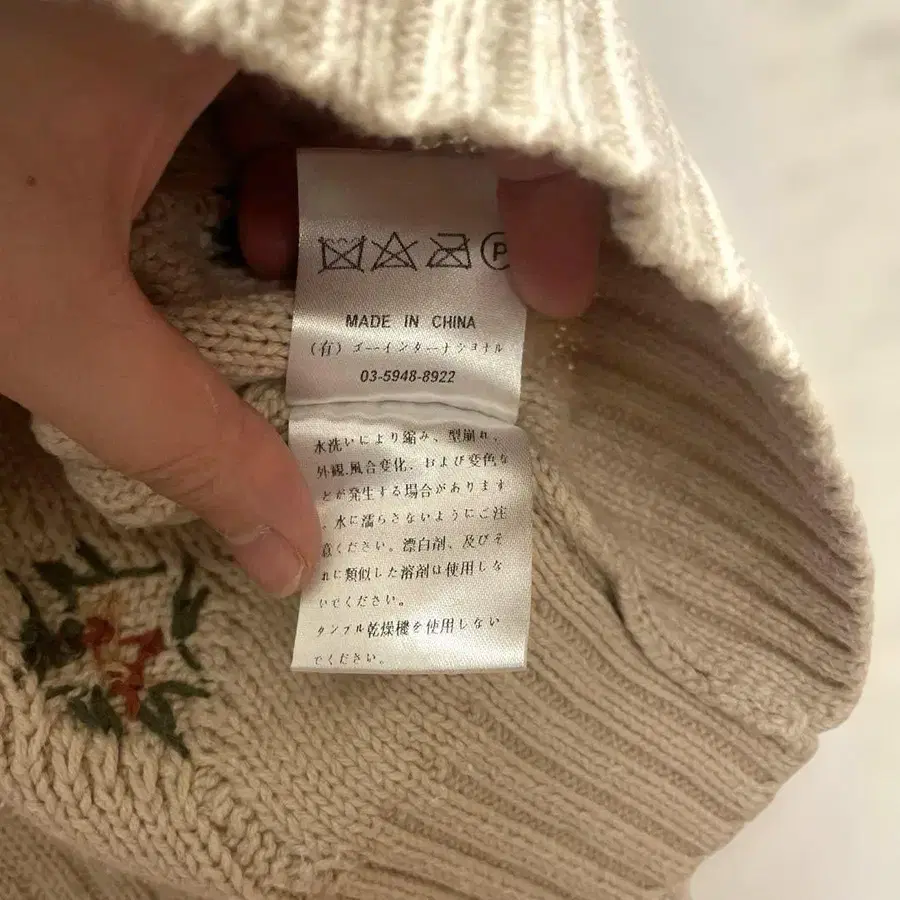 P
MADE IN CHINA
(有) ゴーインターナショナル
03-5948-8922
水洗いにより縮み、型崩れ、
外観.風合変化、および変色な
どが発生する場合があります
。水に濡らさないようにご注
意ください。漂白剤、及びそ
れに類似した溶剤は使用しな
いでください。
タンブル乾燥機を使用しない
でください。